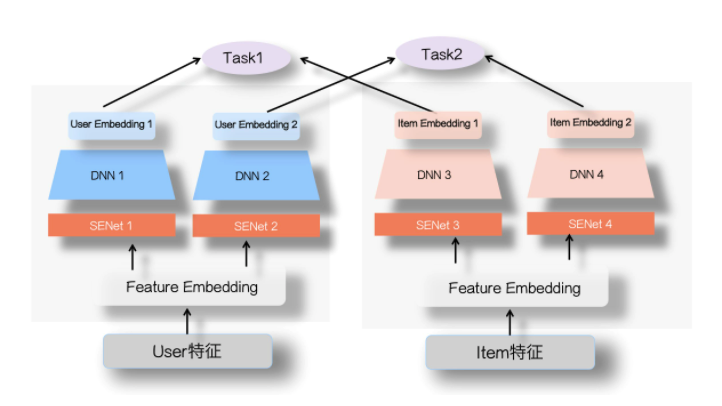 Task1
Task2
User Embedding 1
User Embedding 2
Item Embedding 1
Item Embedding 2
DNN 1
DNN 2
DNN 3
DNN 4
SENet 1
SENet 2
SENet 3
SENet 4
Feature Embedding
Feature Embedding
User特征
Item特征